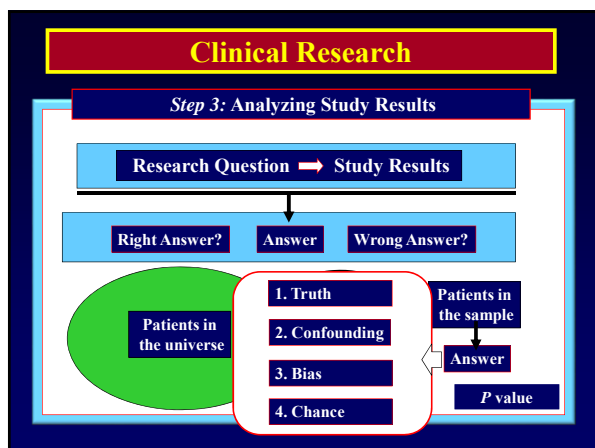 Clinical Research
Step 3: Analyzing Study Results
Research Question Study Results
Right Answer? Answer Wrong Answer?
Patients in
the universe
1. Truth
2. Confounding
3. Bias
4. Chance
Patients in
the sample
Answer
P value